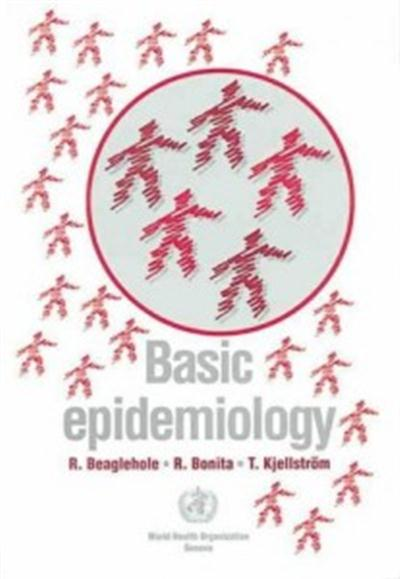 Basic
epidemiology
R. Beaglehole • R. Bonita • T. Kjellström
World Health Organization
Geneva